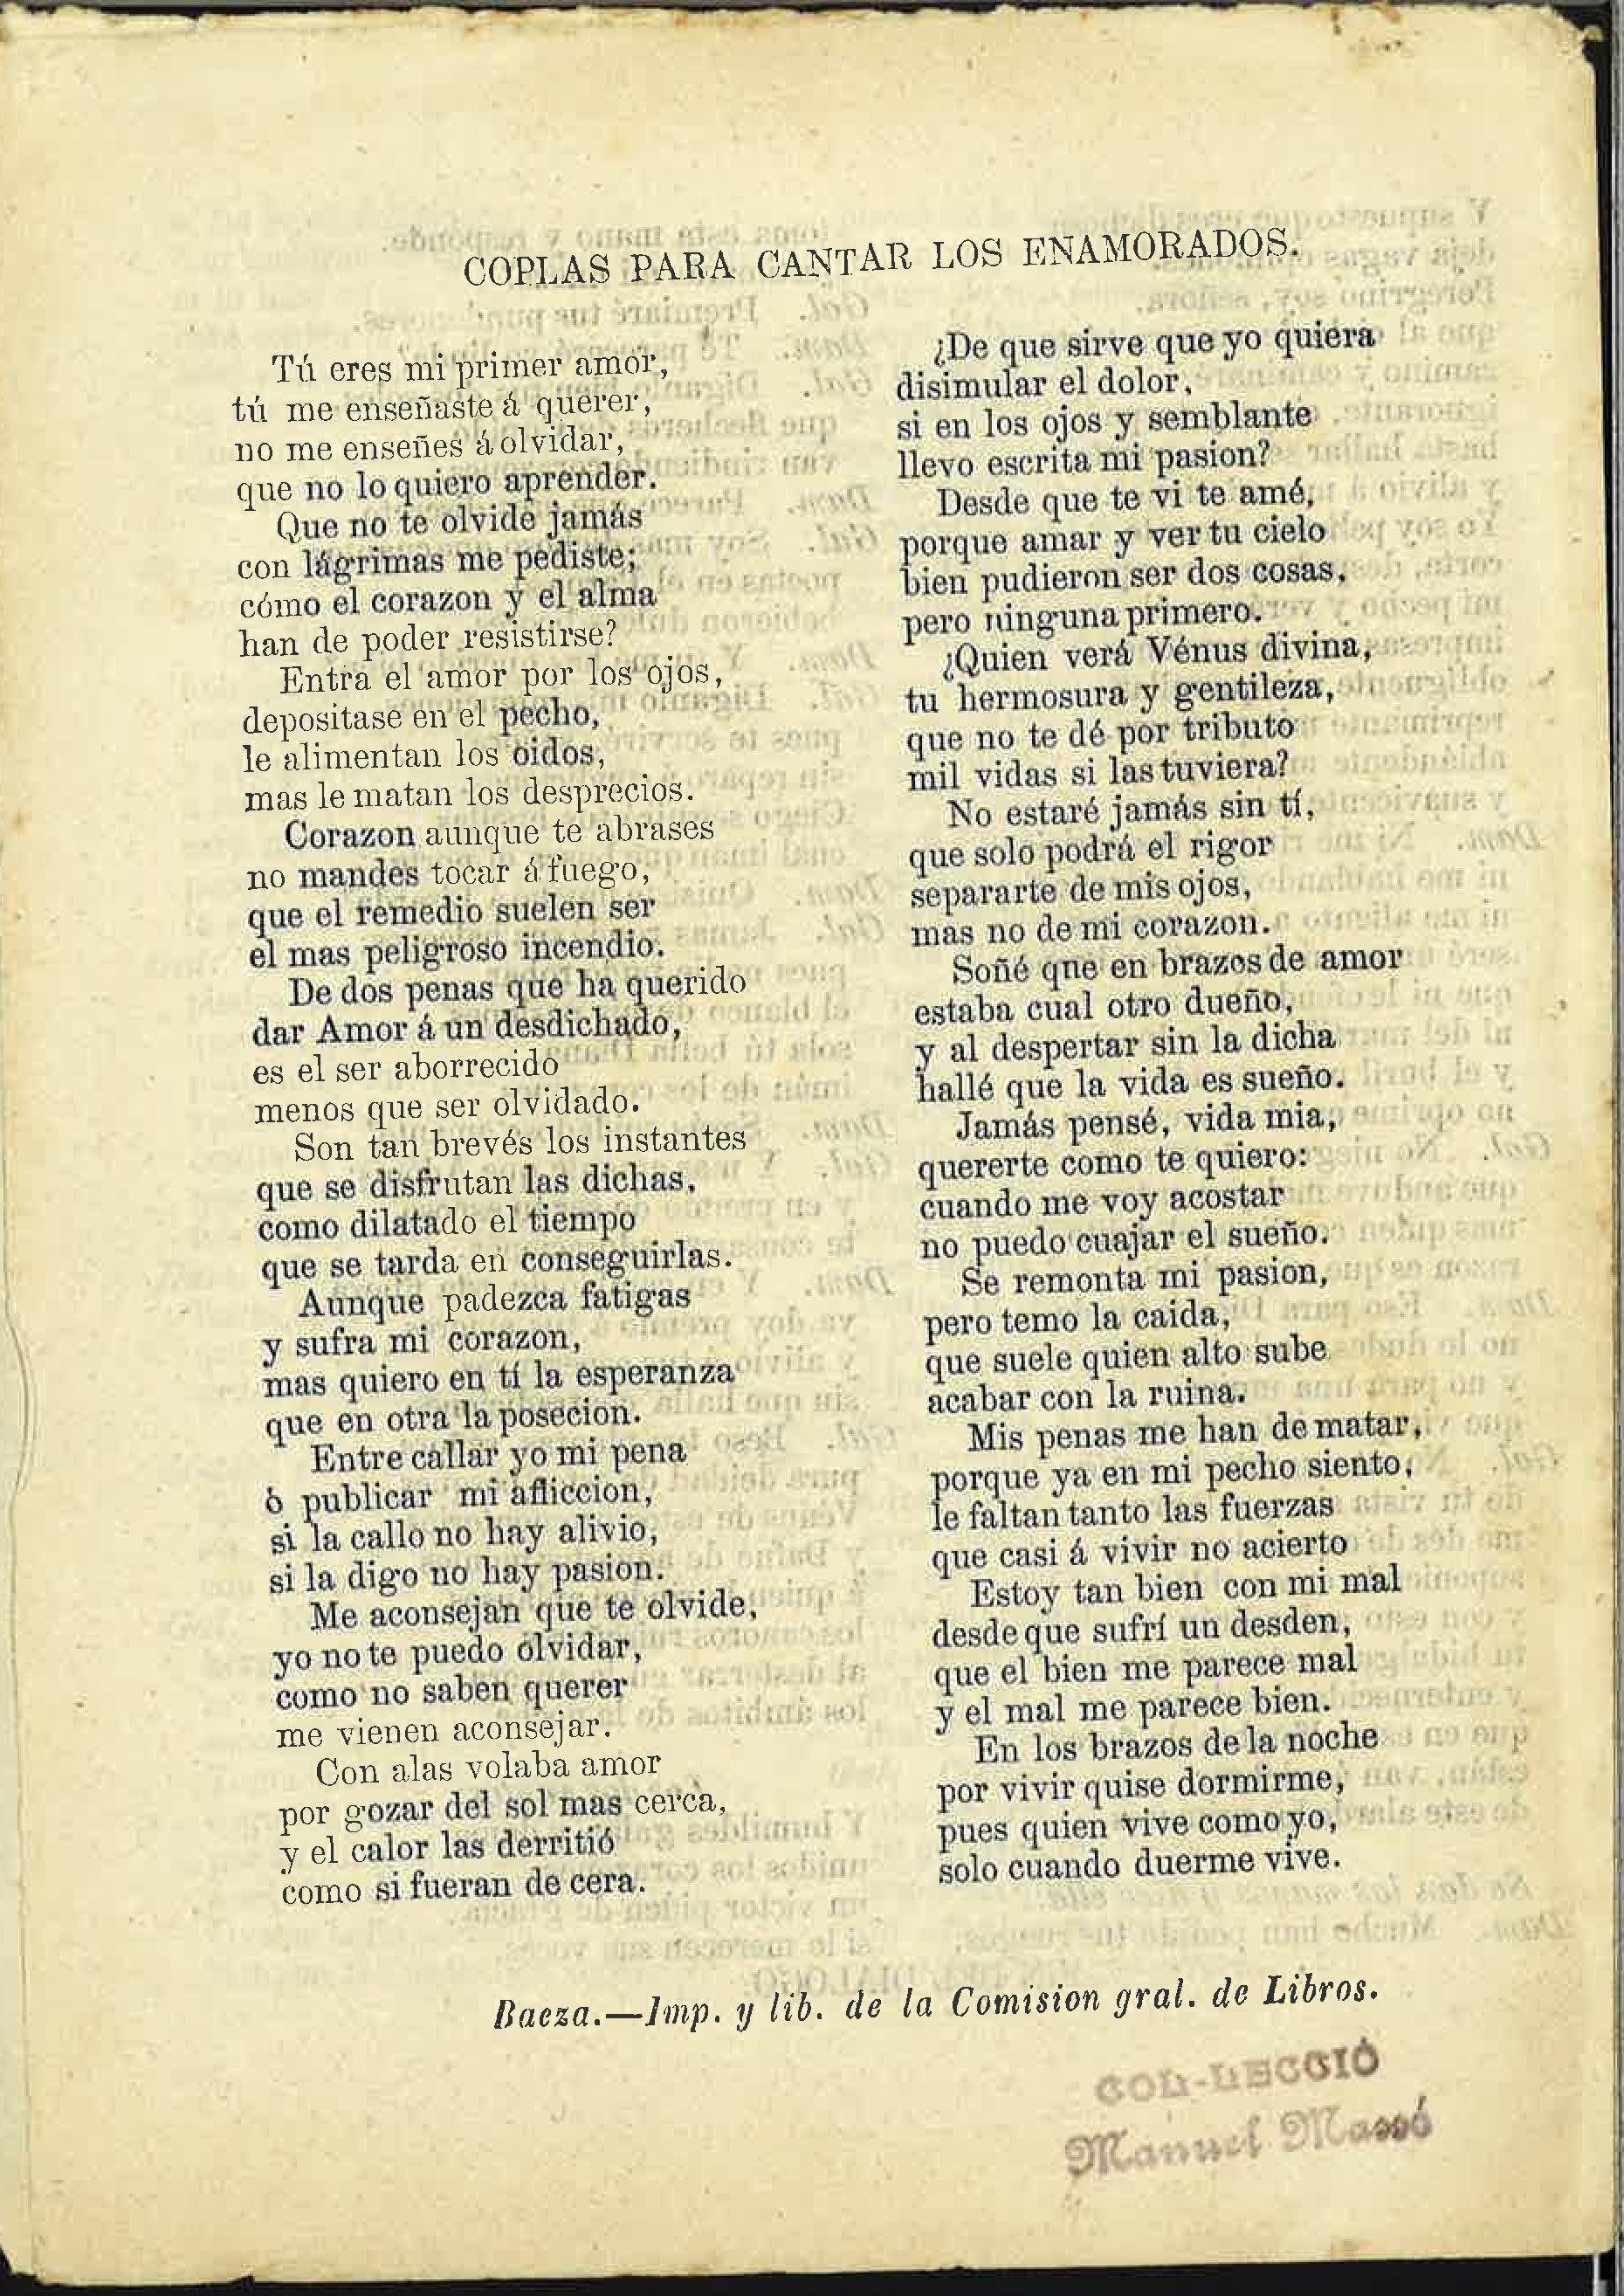 COPLAS PARA CANTAR LOS ENAMORADOS.
Tú eres mi primer amor,
tú me enseñaste á querer,
no me enseñes á olvidar,
que no lo quiero aprender.
Que no te olvide jamás
con lágrimas me pediste;
cómo el corazon y el alma
han de poder resistirse?
Entra el amor por los ojos,
depositase en el pecho,
le alimentan los oidos,
mas le matan los desprecios.
Corazon aunque te abrases
no mandes tocar á fuego,
que el remedio suelen ser
el mas peligroso incendio.
De dos penas que ha querido
dar Amor á un desdichado,
es el ser aborrecido
menos que ser olvidado.
Son tan brevés los instantes
que se disfrutan las dichas,
como dilatado el tiempo
que se tarda en conseguirlas.
Aunque padezca fatigas
y sufra mi corazon,
mas quiero en tí la esperanza
que en otra la posecion.
Entre callar yo mi pena
ò publicar mi afliccion,
si la callo no hay alivio,
si la digo no hay pasion.
Me aconsejan que te olvide,
yo no te puedo olvidar,
como no saben querer
me vienen aconsejar.
Con alas volaba amor
por gozar del sol mas cerca,
y el calor las derritió
como si fueran de cera.
¿De que sirve que yo quiera
disimular el dolor,
si en los ojos y semblante
llevo escrita mi pasion?
Desde que te vi te amé,
porque amar y ver tu cielo
bien pudieron ser dos cosas,
pero ninguna primero.
¿Quien verá Vénus divina,
tu hermosura y gentileza,
que no te dé por tributo
mil vidas si las tuviera?
No estaré jamás sin tí,
que solo podrá el rigor
separarte de mis ojos,
mas no de mi corazon.
Soñé qne en brazos de amor
estaba cual otro dueño,
y al despertar sin la dicha
hallé que la vida es sueño.
Jamás pensé, vida mia,
quererte como te quiero:
cuando me voy acostar
no puedo cuajar el sueño.
Se remonta mi pasion,
pero temo la caida,
que suele quien alto sube
acabar con la ruina.
Mis penas me han de matar,
porque ya en mi pecho siento,
le faltan tanto las fuerzas
que casi á vivir no acierto
Estoy tan bien con mi mal
desde que sufrí un desden,
que el bien me parece mal
y el mal me parece bien.
En los brazos de la noche
por vivir quise dormirme,
pues quien vive como yo,
solo cuando duerme vive.
Baeza.—Imp. y lib. de la Comision gral. de Libros.
COL-LECCIÓ
Manuel Massó